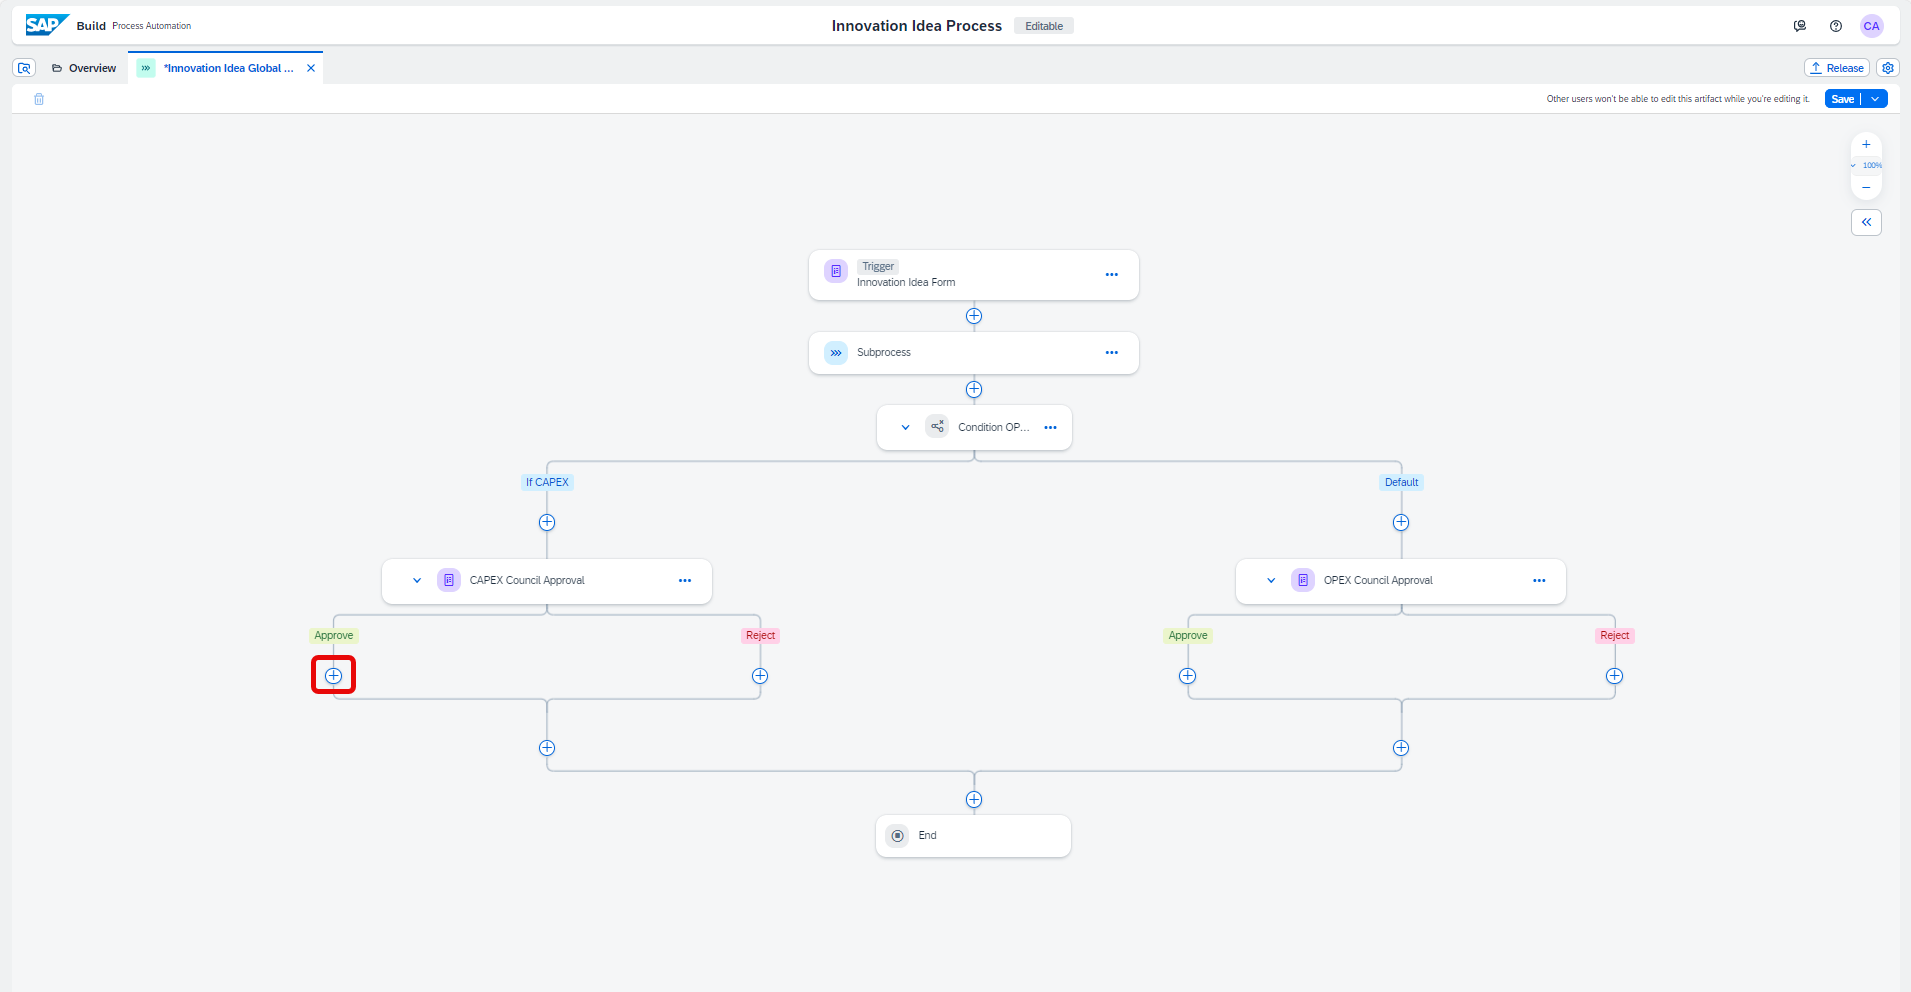 SAP Build Process Automation
Innovation Idea Process Editable
CA
Overview
*Innovation Idea Global ...
Release
Other users won't be able to edit this artifact while you're editing it.
Save
100%
Trigger
Innovation Idea Form
Subprocess
Condition OP...
If CAPEX
Default
CAPEX Council Approval
OPEX Council Approval
Approve
Reject
Approve
Reject
End